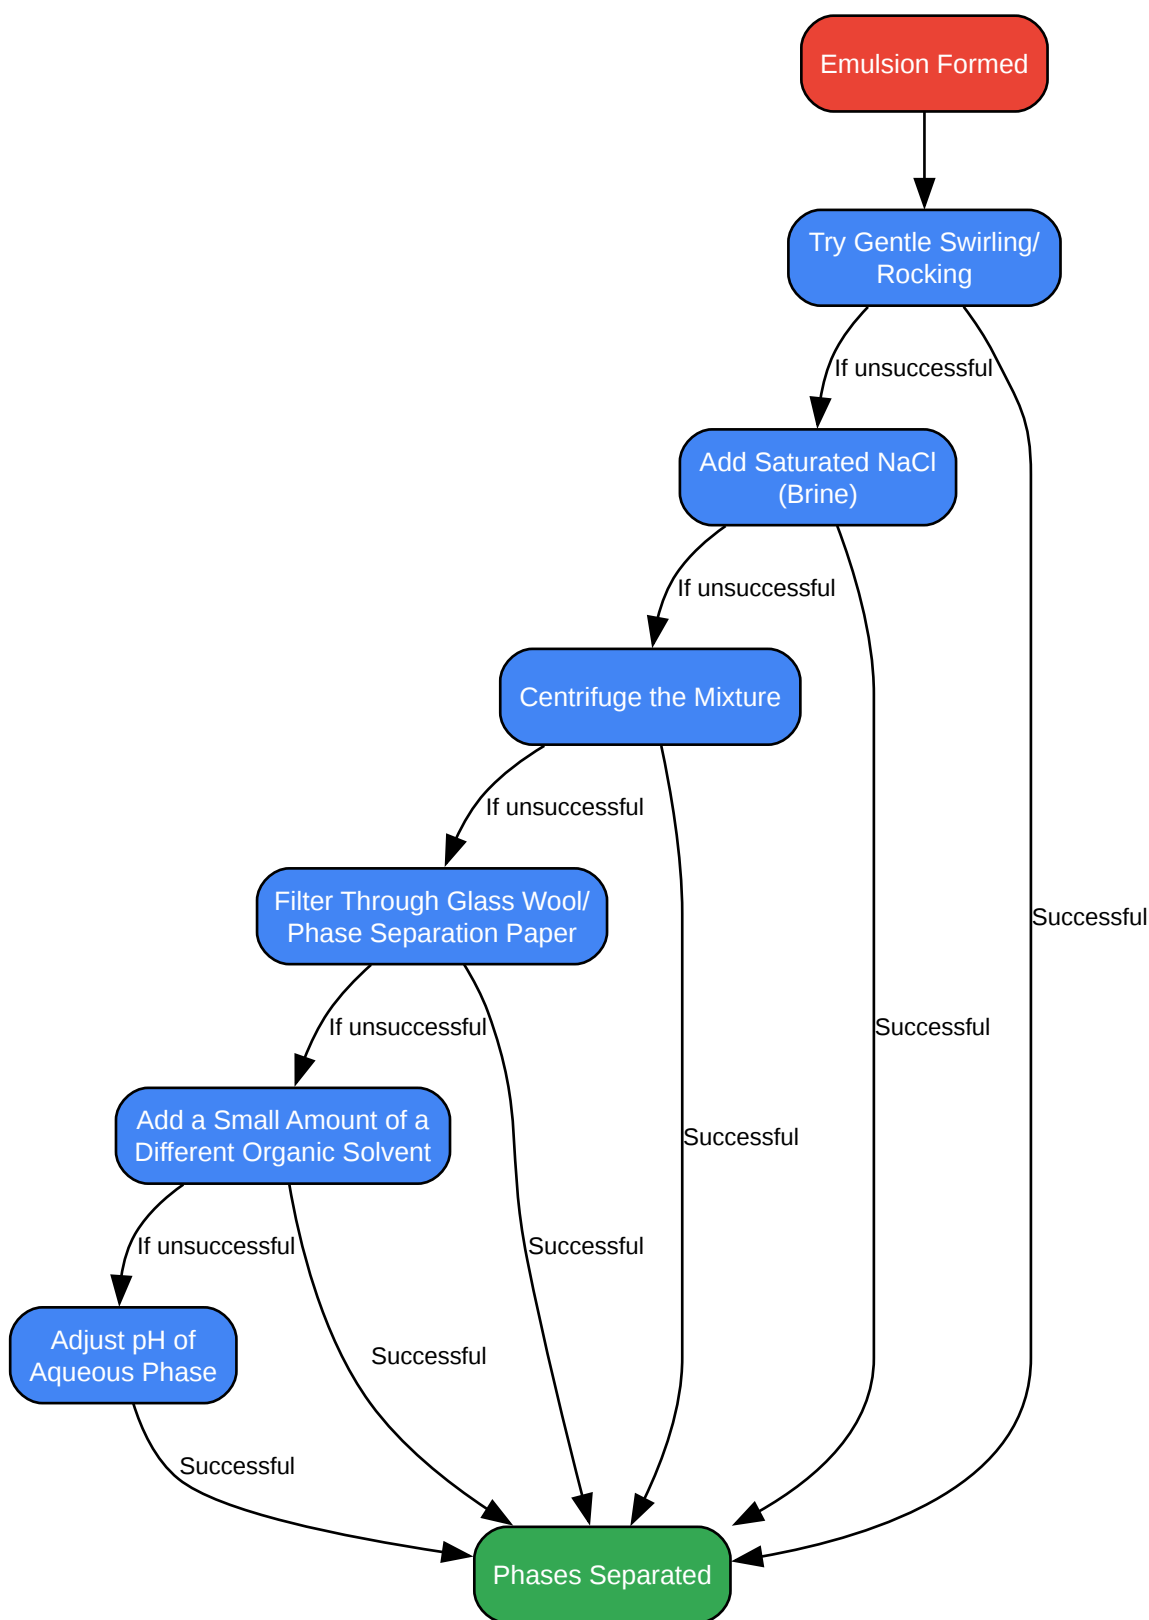 Emulsion Formed
Try Gentle Swirling/
Rocking
If unsuccessful
Add Saturated NaCl
(Brine)
If unsuccessful
Centrifuge the Mixture
If unsuccessful
Filter Through Glass Wool/
Phase Separation Paper
Successful
If unsuccessful
Successful
Add a Small Amount of a
Different Organic Solvent
Successful
If unsuccessful
Successful
Adjust pH of
Aqueous Phase
Successful
Successful
Phases Separated